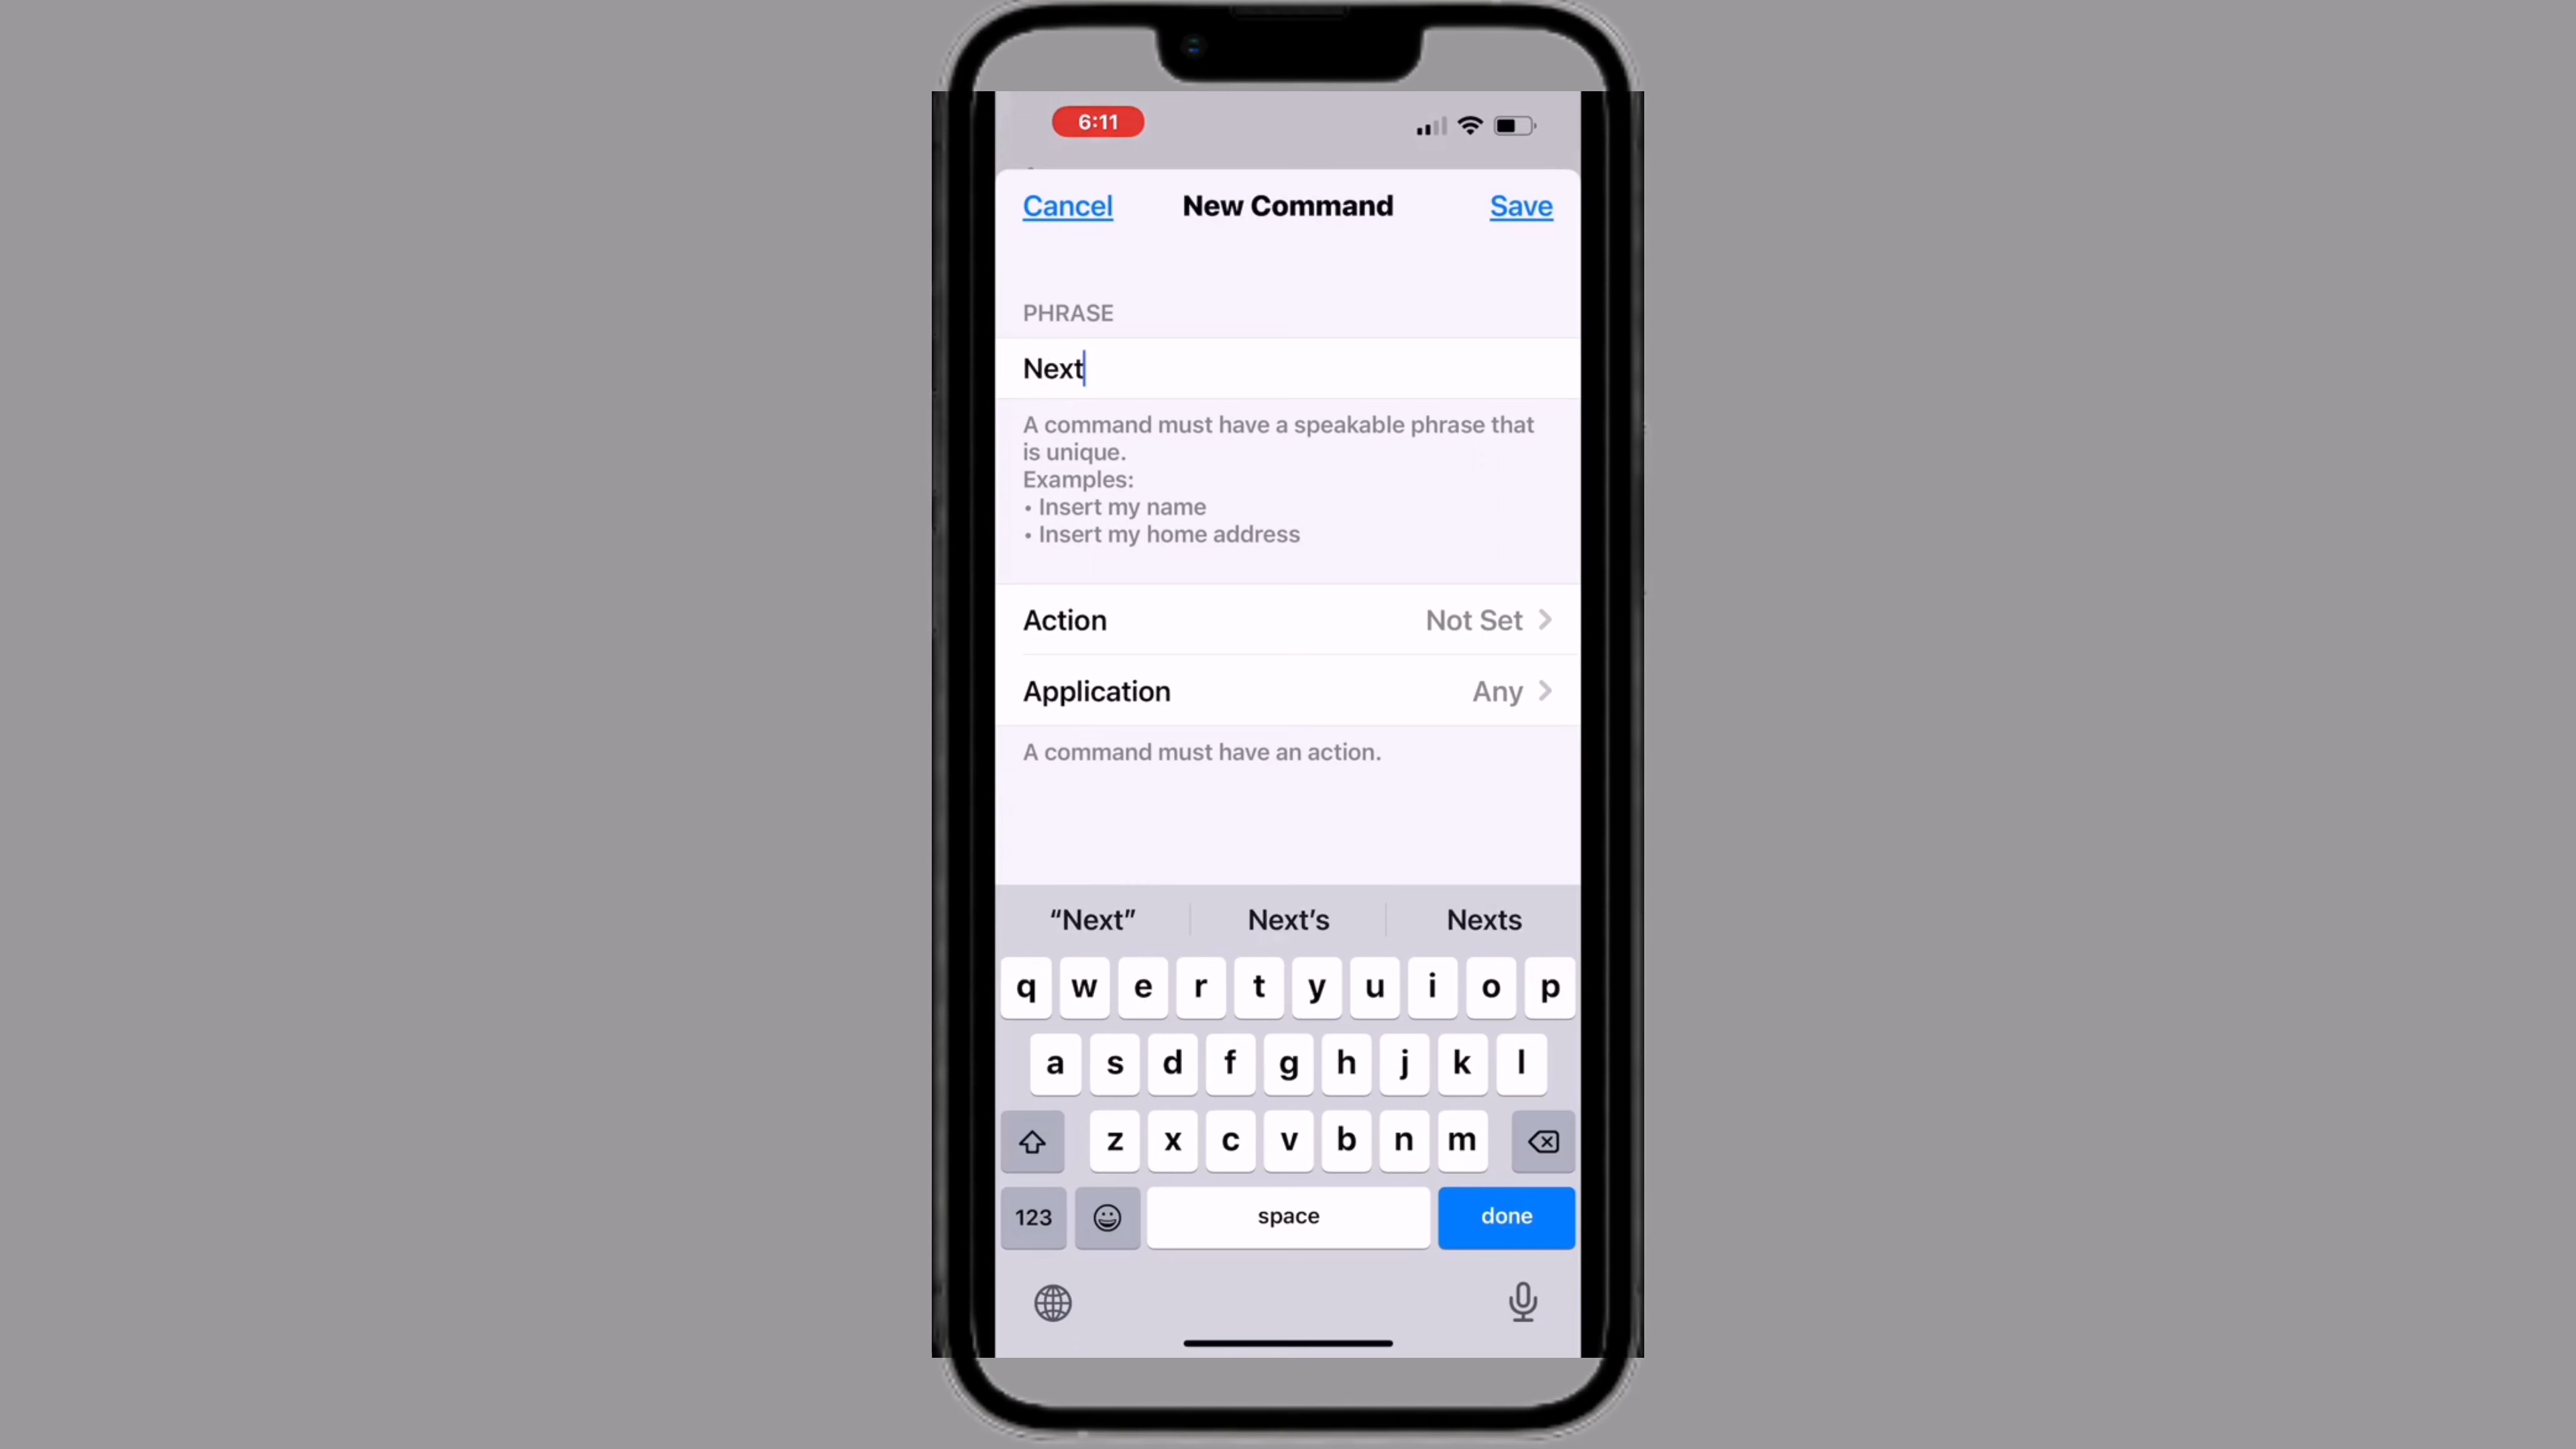 6:11
Cancel New Command Save
PHRASE
Next
A command must have a speakable phrase that
is unique.
Examples:
• Insert my name
• Insert my home address
Action Not Set
Application Any
A command must have an action.
“Next” Next’s Nexts
q w e r t y u i o p
a s d f g h j k l
z x c v b n m
123 space done